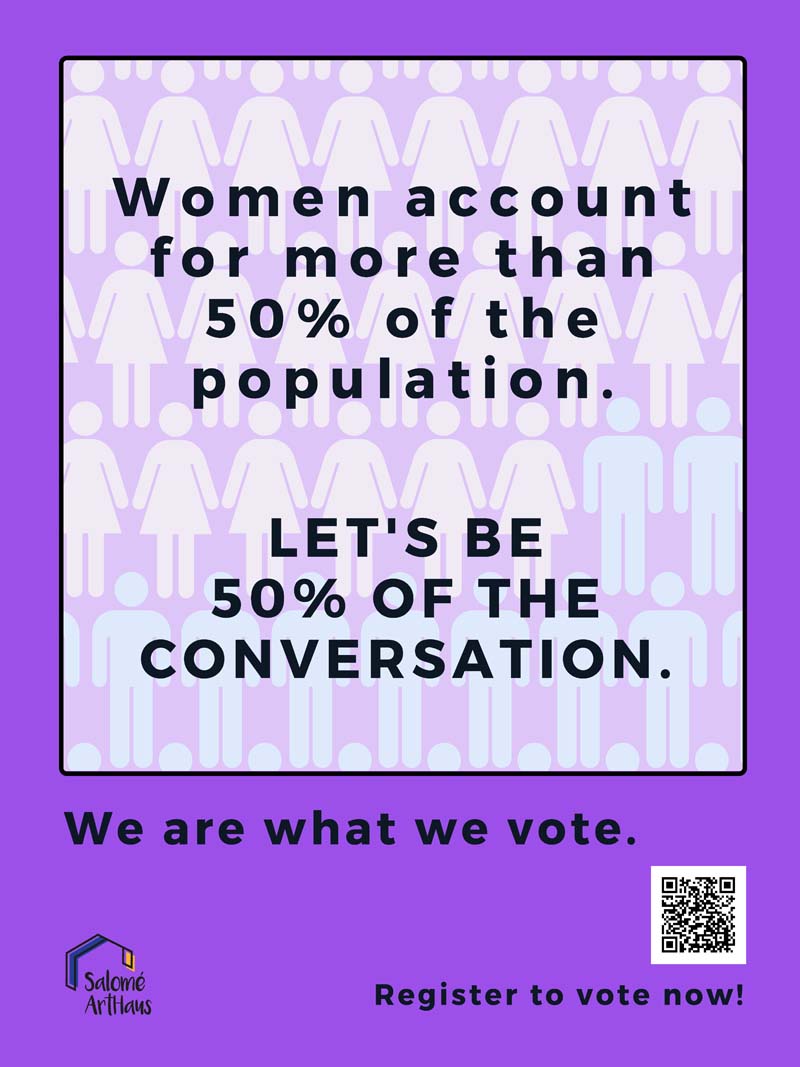 Women account
for more than
50% of the
population.
LET'S BE
50% OF THE
CONVERSATION.
We are what we vote.
Salomé
ArtHaus
Register to vote now!